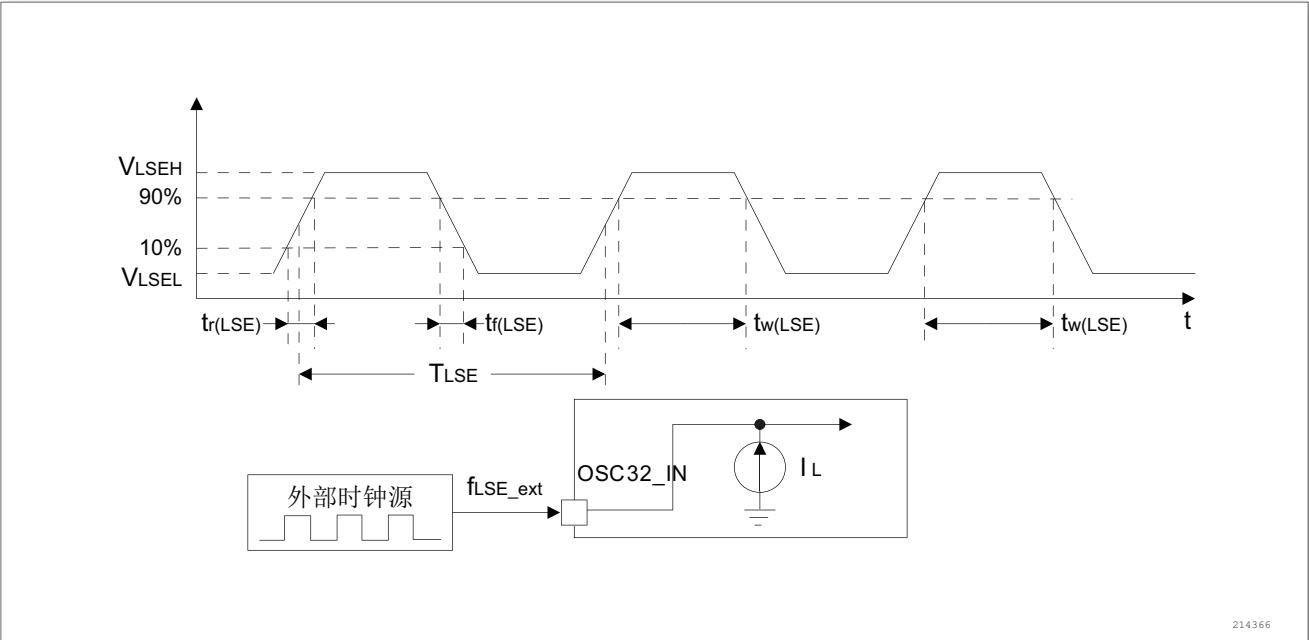 VLSEH
90%
10%
VLSEL
tr(LSE)
tf(LSE)
tw(LSE)
tw(LSE)
t
TLSE
外部时钟源
fLSE_ext
OSC32_IN
IL
214366